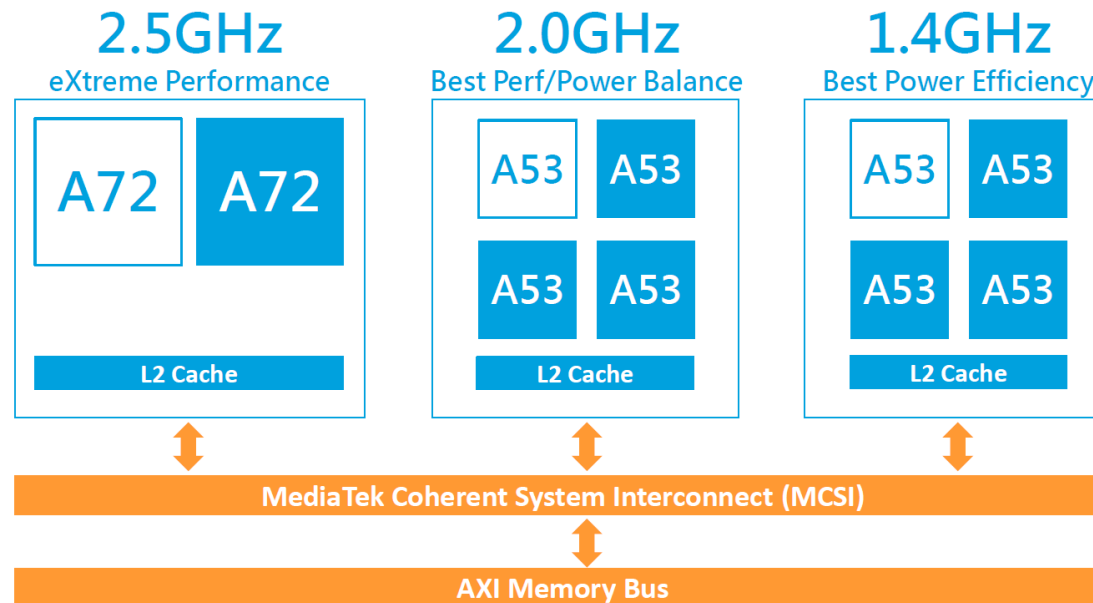 2.5GHz
eXtreme Performance
A72 A72
L2 Cache
2.0GHz
Best Perf/Power Balance
A53 A53
A53 A53
L2 Cache
1.4GHz
Best Power Efficiency
A53 A53
A53 A53
L2 Cache
MediaTek Coherent System Interconnect (MCSI)
AXI Memory Bus